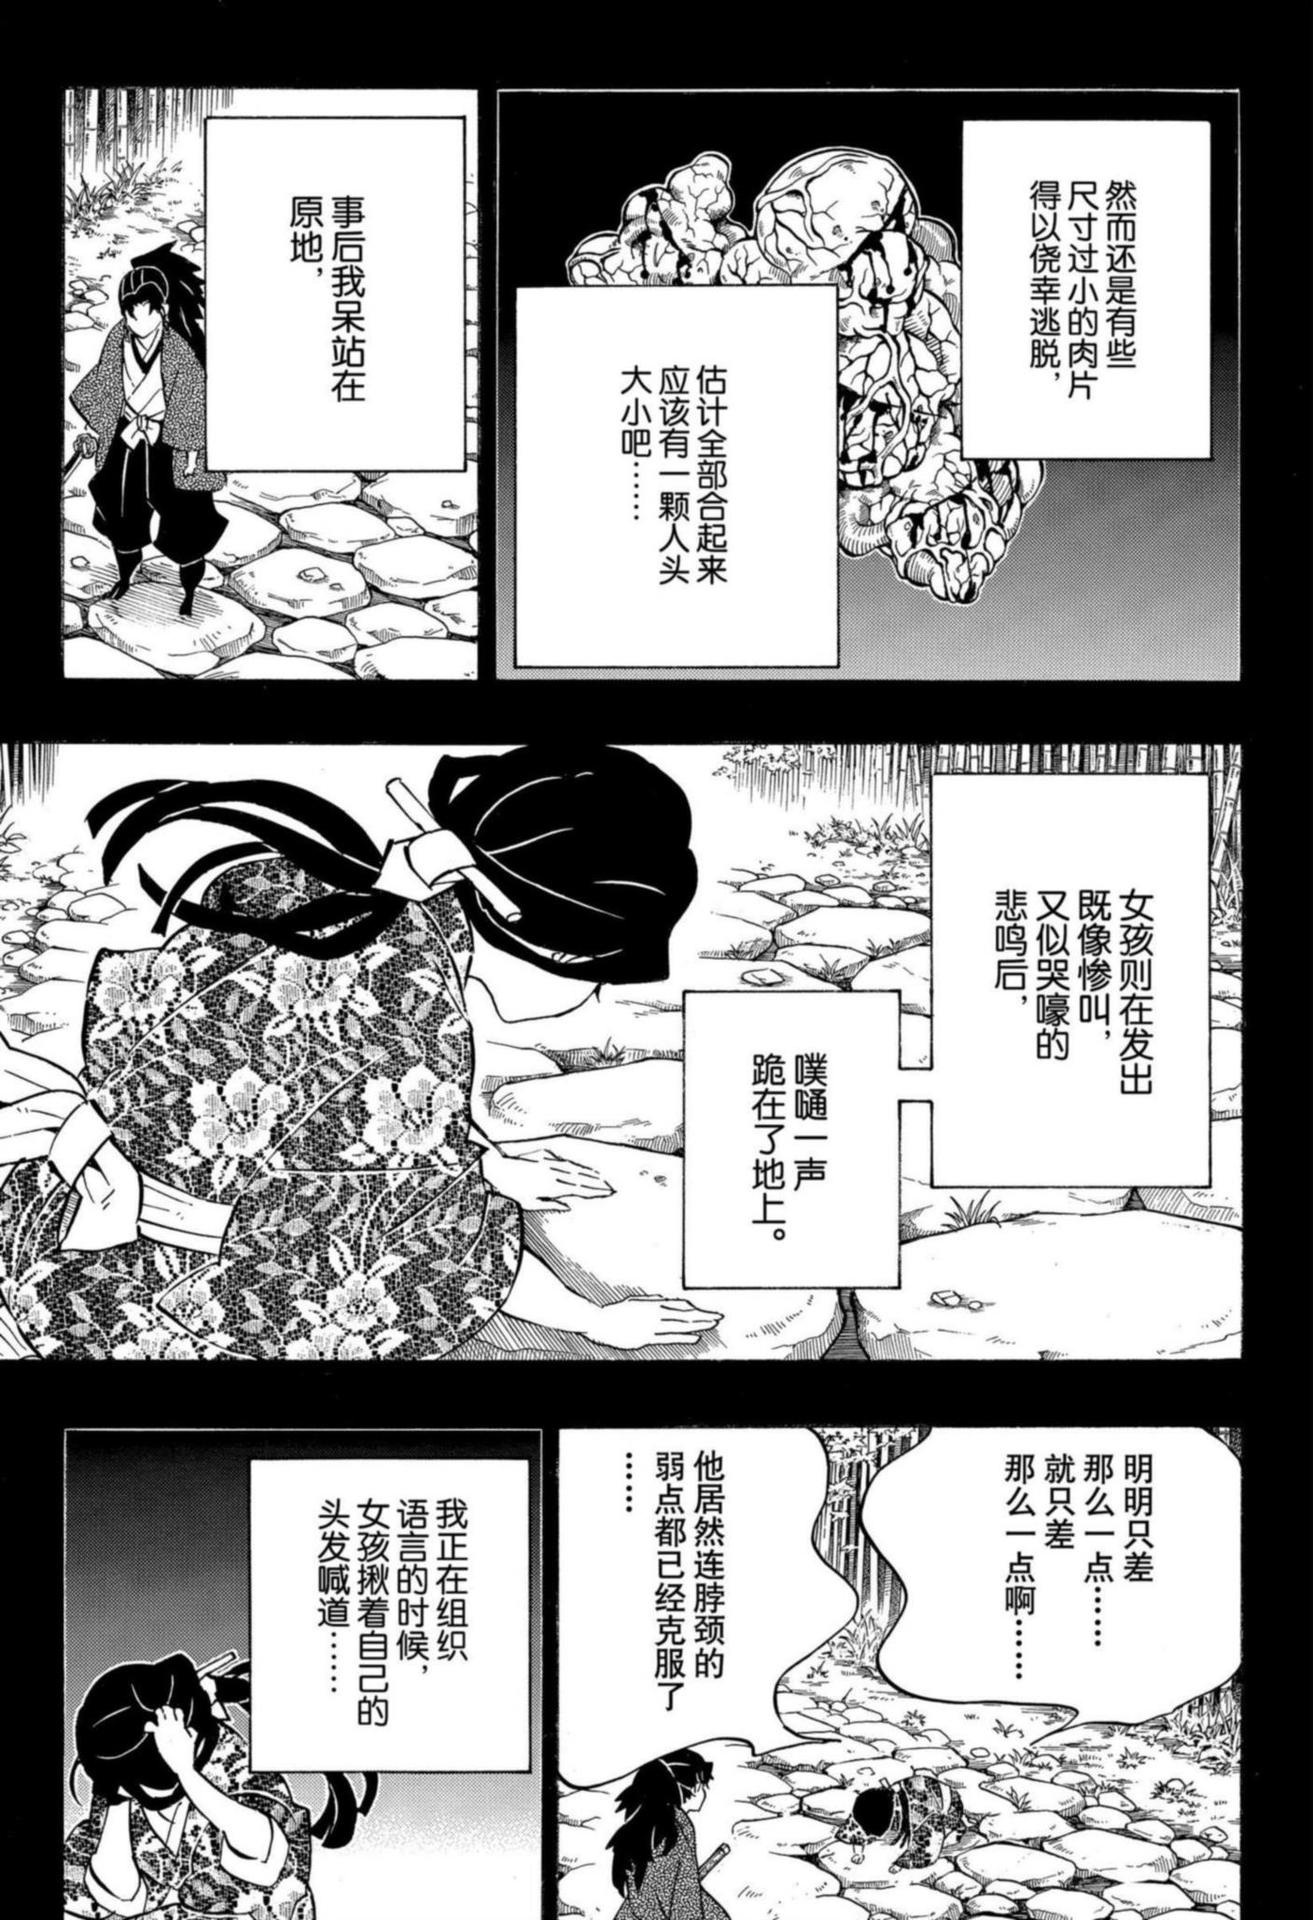 然而还是有些
尺寸过小的肉片
得以侥幸逃脱，
估计全部合起来
应该有一颗人头
大小吧……
事后我呆站在
原地，
女孩则在发出
既像惨叫，
又似哭嚎的
悲鸣后，
噗嗵一声
跪在了地上。
明明只差
那么一点……
就只差
那么一点啊……
他居然连脖颈的
弱点都已经克服了
……
我正在组织
语言的时候，
女孩揪着自己的
头发喊道……